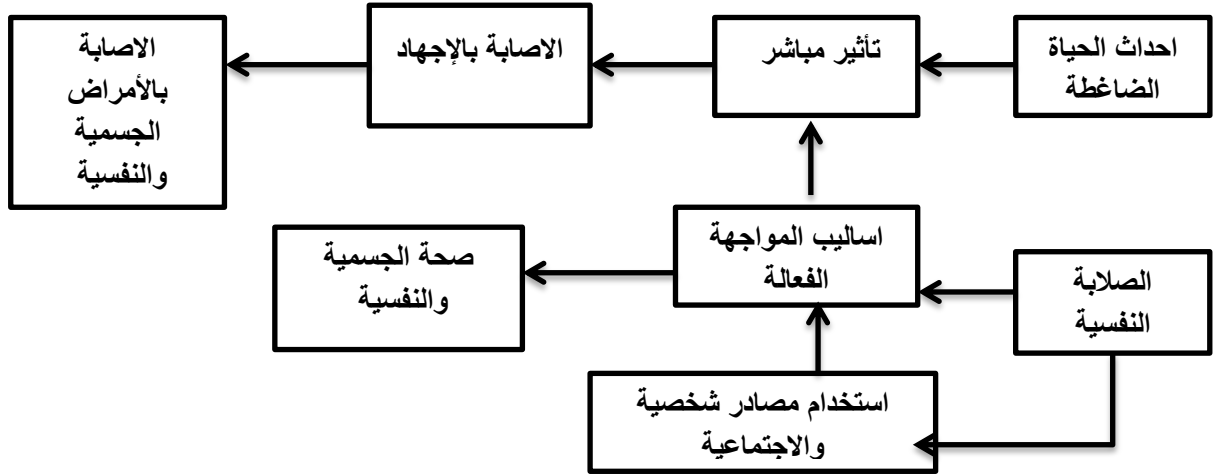 احداث الحياة
الضاغطة
تأثير مباشر
الاصابة بالإجهاد
الاصابة
بالأمراض
الجسمية
والنفسية
الصلابة
النفسية
اساليب المواجهة
الفعالة
صحة الجسمية
والنفسية
استخدام مصادر شخصية
والاجتماعية